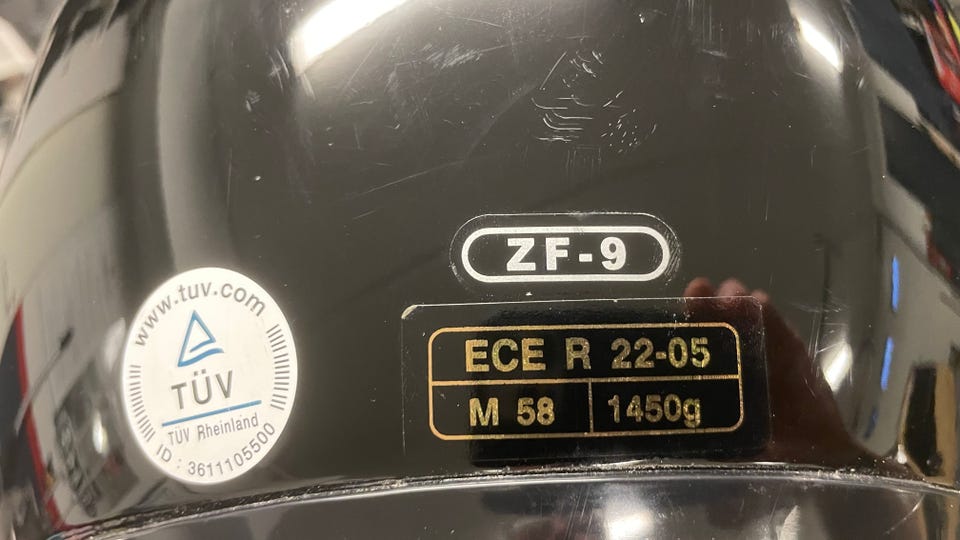 ZF-9
www.tuv.com
TÜV
TÜV Rheinland
ID : 3611105500
ECE R 22-05
M 58
1450g